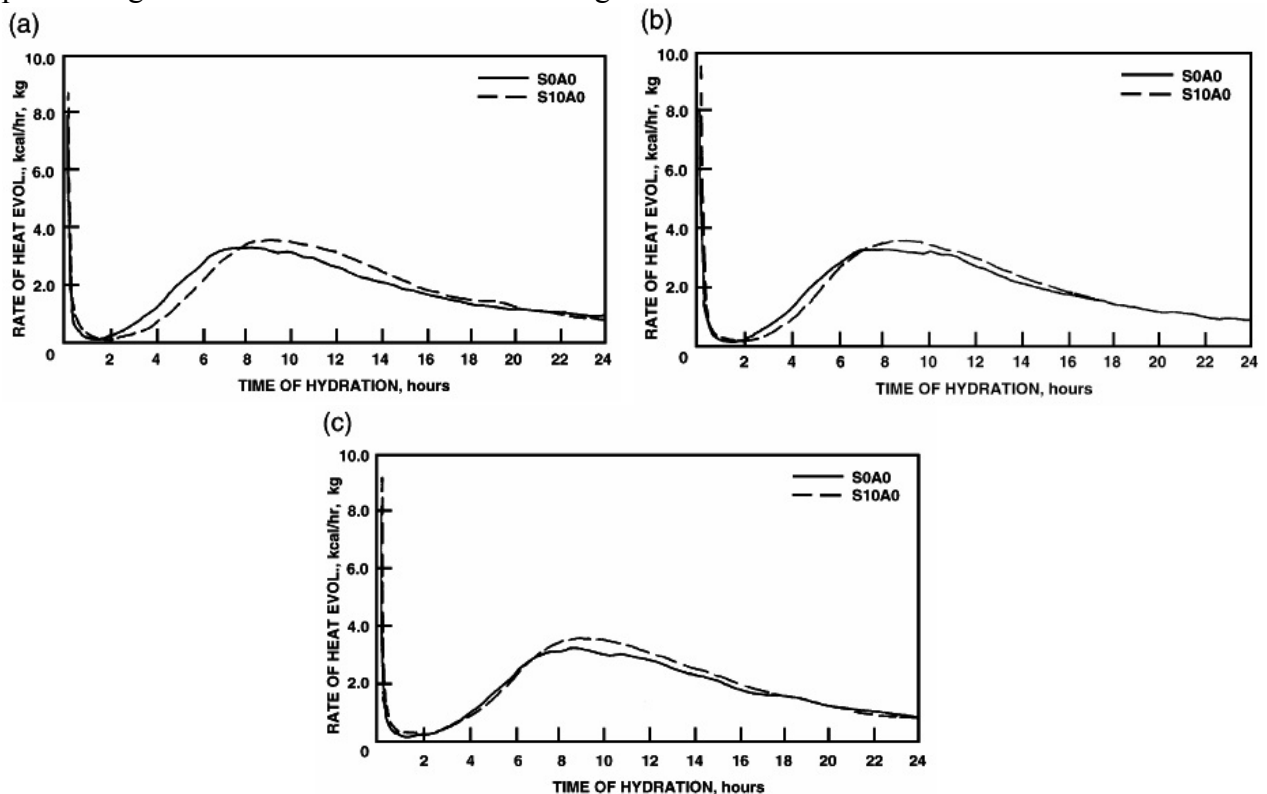 (a)
10.0
8.0
6.0
4.0
2.0
0
RATE OF HEAT EVOL., kcal/hr, kg
S0A0
S10A0
2 4 6 8 10 12 14 16 18 20 22 24
TIME OF HYDRATION, hours
(b)
10.0
8.0
6.0
4.0
2.0
0
RATE OF HEAT EVOL., kcal/hr, kg
S0A0
S10A0
2 4 6 8 10 12 14 16 18 20 22 24
TIME OF HYDRATION, hours
(c)
10.0
8.0
6.0
4.0
2.0
0
RATE OF HEAT EVOL., kcal/hr, kg
S0A0
S10A0
2 4 6 8 10 12 14 16 18 20 22 24
TIME OF HYDRATION, hours